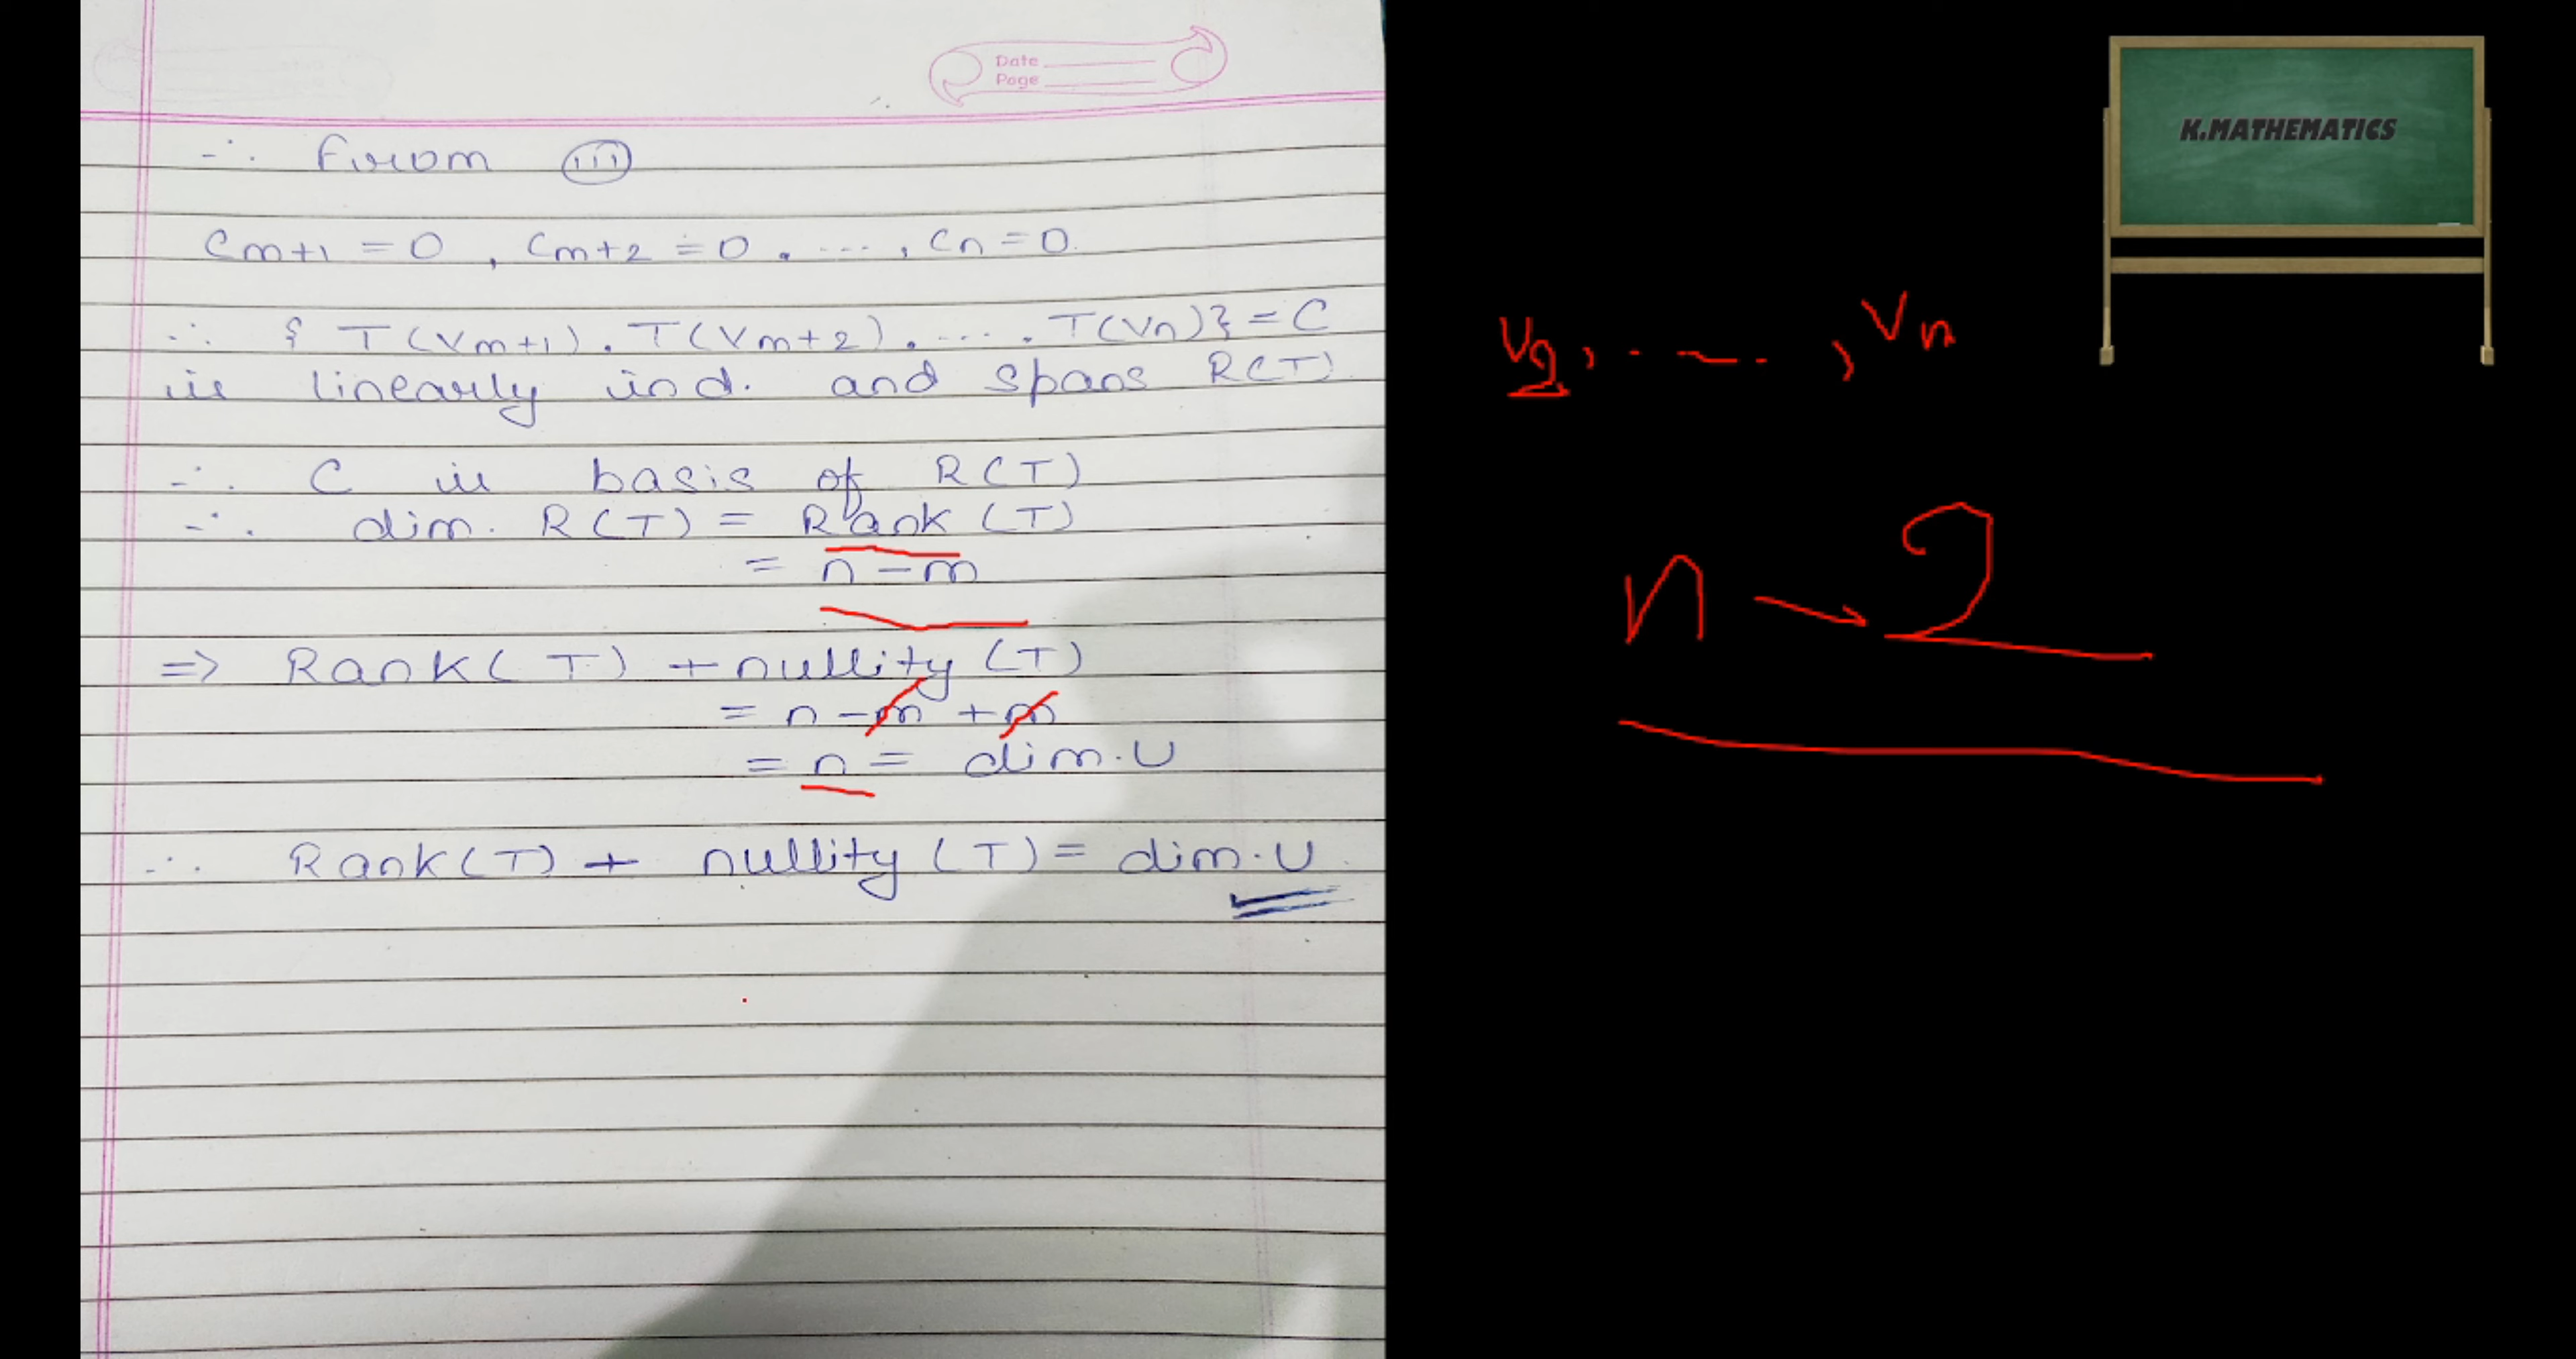 Date
Page
∴ From (iii)
Cm+1 = 0, Cm+2 = 0, ..., Cn = 0.
∴ { T(Vm+1), T(Vm+2), ..., T(Vn)} = C
is linearly ind. and spans R(T)
∴ C is basis of R(T)
∴ dim. R(T) = Rank (T)
= n - m
=> Rank(T) + nullity (T)
= n - m + m
= n = dim. U
∴ Rank(T) + nullity (T) = dim. U
K.MATHEMATICS
V2, - - - , Vn
n → 2